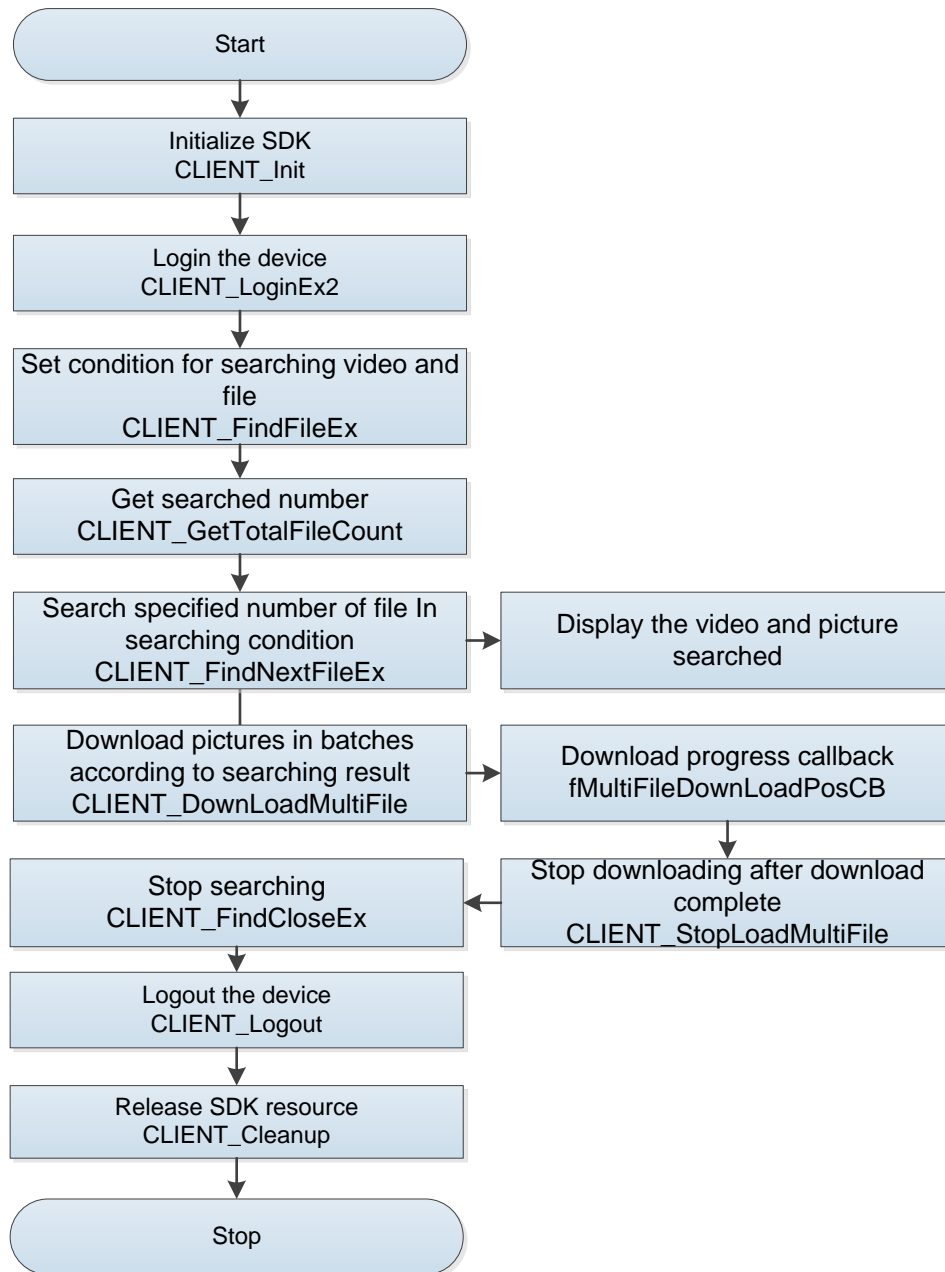 Start
Initialize SDK
CLIENT_Init
Login the device
CLIENT_LoginEx2
Set condition for searching video and
file
CLIENT_FindFileEx
Get searched number
CLIENT_GetTotalFileCount
Search specified number of file In
searching condition
CLIENT_FindNextFileEx
Display the video and picture
searched
Download pictures in batches
according to searching result
CLIENT_DownLoadMultiFile
Download progress callback
fMultiFileDownLoadPosCB
Stop downloading after download
complete
CLIENT_StopLoadMultiFile
Stop searching
CLIENT_FindCloseEx
Logout the device
CLIENT_Logout
Release SDK resource
CLIENT_Cleanup
Stop